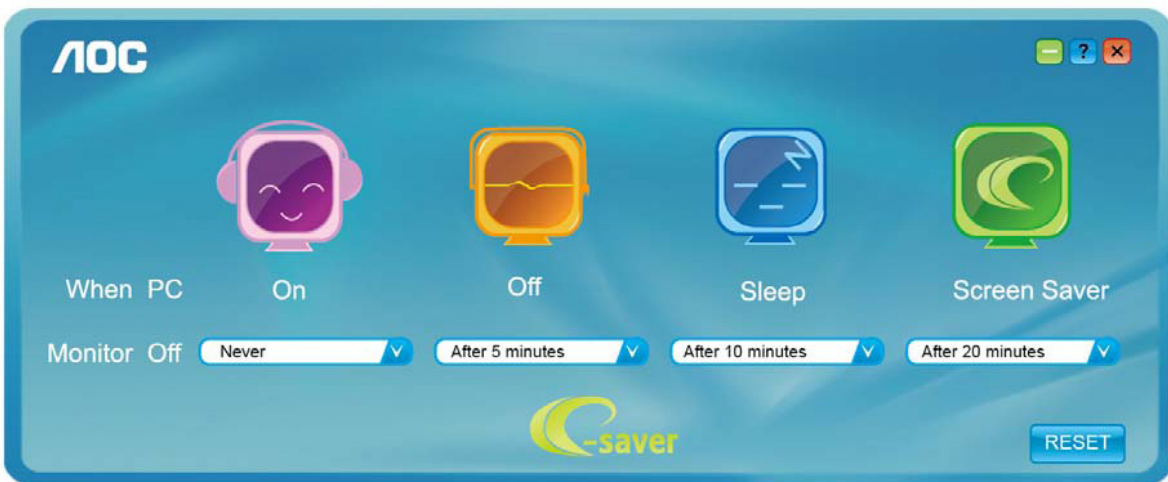 AOC
?
When PC On Off Sleep Screen Saver
Monitor Off Never After 5 minutes After 10 minutes After 20 minutes
e-saver
RESET